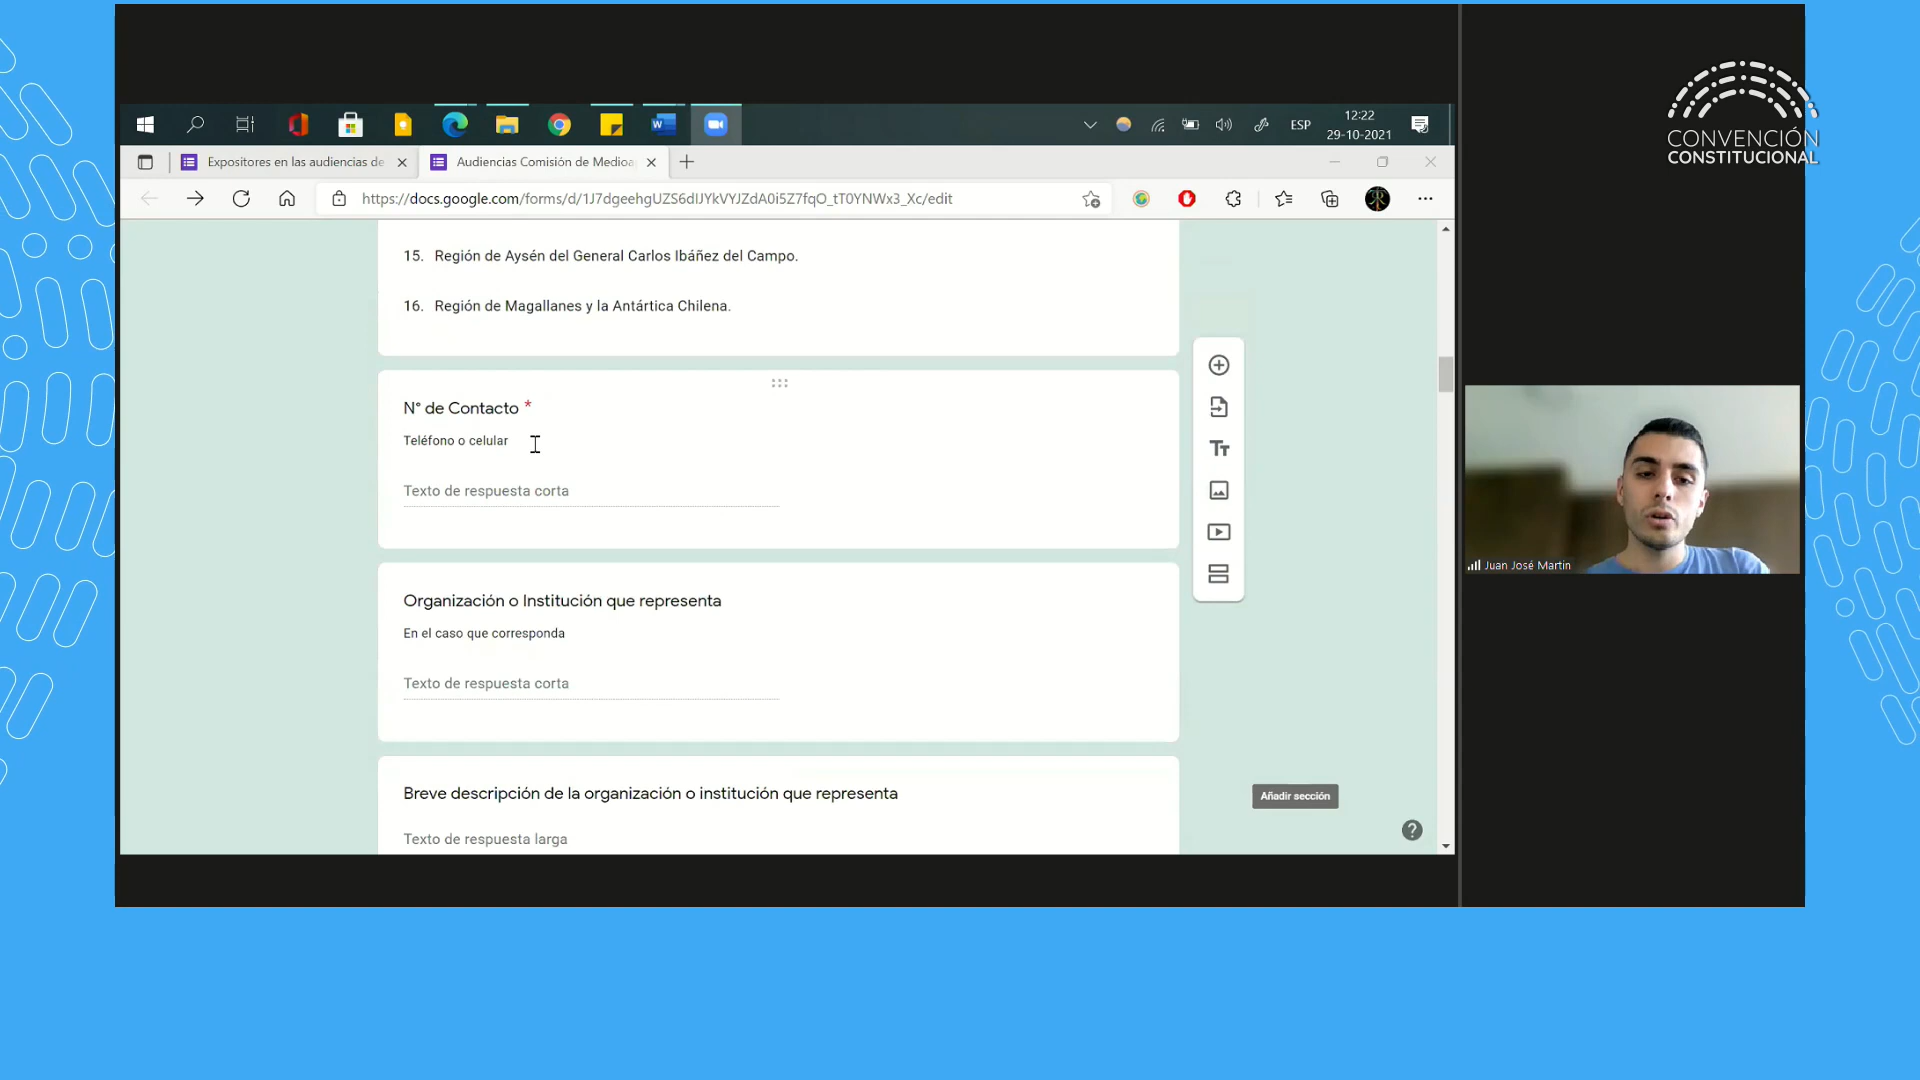 12:22
ESP
29-10-2021
CONVENCIÓN
CONSTITUCIONAL
Expositores en las audiencias de
Audiencias Comisión de Medioa
https://docs.google.com/forms/d/1J7dgeehgUZS6dIJYkVYJZdA0i5Z7fqO_tT0YNWx3_Xc/edit
15. Región de Aysén del General Carlos Ibáñez del Campo.
16. Región de Magallanes y la Antártica Chilena.
N° de Contacto *
Teléfono o celular
Texto de respuesta corta
Organización o Institución que representa
En el caso que corresponda
Texto de respuesta corta
Breve descripción de la organización o institución que representa
Texto de respuesta larga
Añadir sección
Juan José Martin